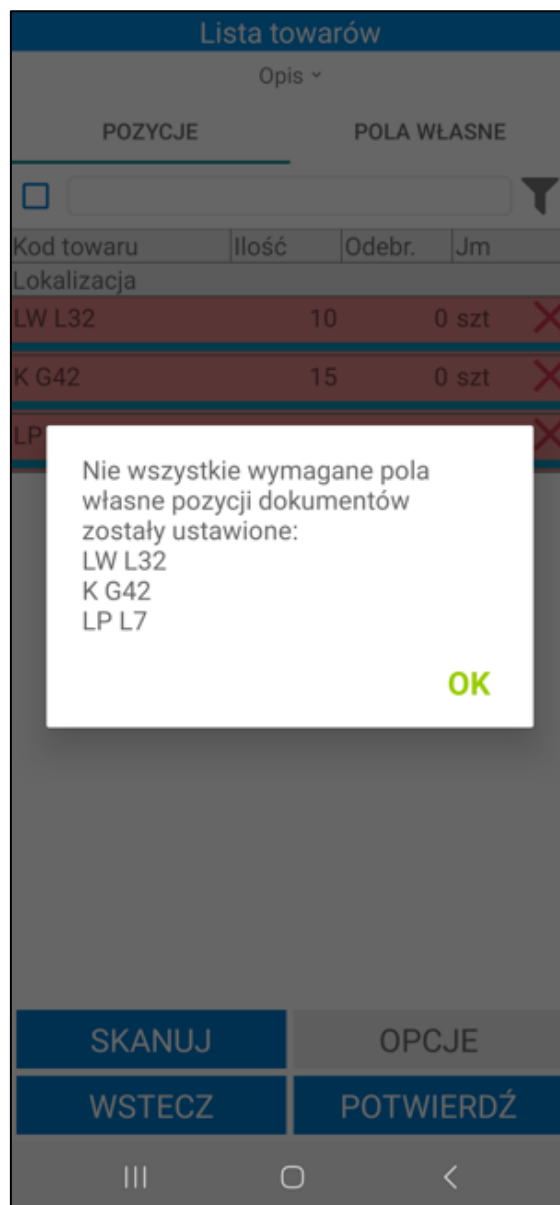 Lista towarów
Opis
POZYCJE POLA WŁASNE
Kod towaru Ilość Odebr. Jm
Lokalizacja
LW L32 10 0 szt
K G42 15 0 szt
LP
Nie wszystkie wymagane pola
własne pozycji dokumentów
zostały ustawione:
LW L32
K G42
LP L7
OK
SKANUJ OPCJE
WSTECZ POTWIERDŹ